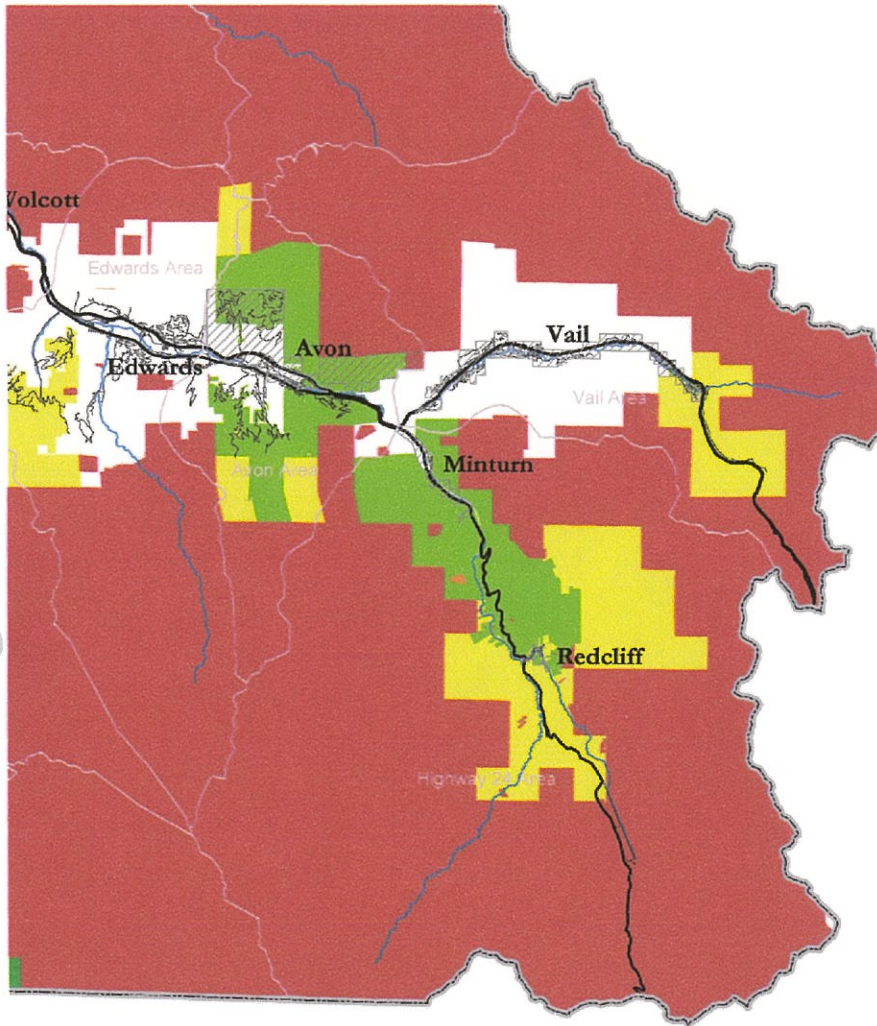 Wolcott
Edwards Area
Vail
Avon
Edwards
Vail Area
Minturn
Avon Area
Redcliff
Highway 24 Area